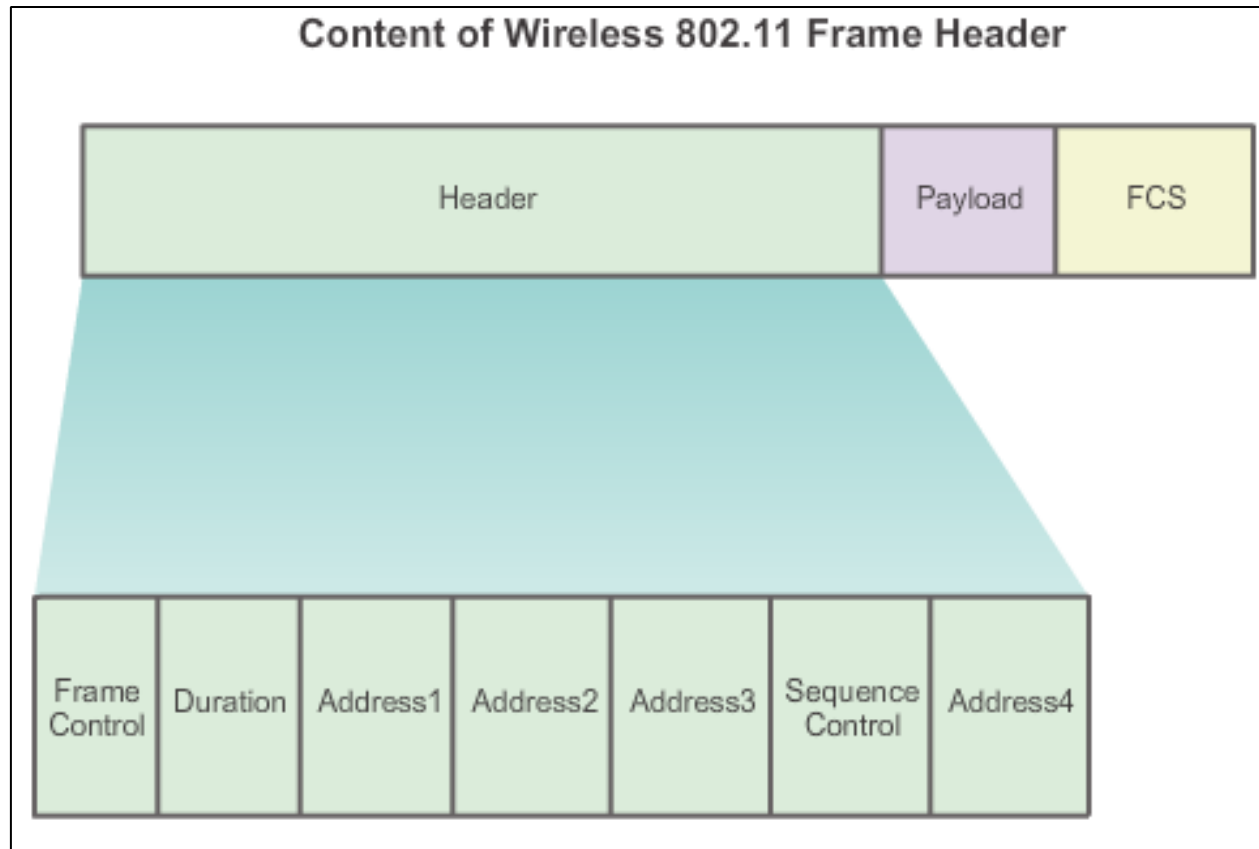 Content of Wireless 802.11 Frame Header
Header
Payload
FCS
Frame
Control
Duration
Address1
Address2
Address3
Sequence
Control
Address4